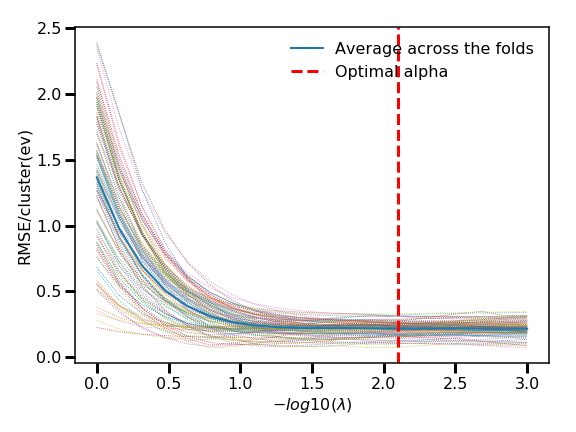 2.5
2.0
1.5
1.0
0.5
0.0
RMSE/cluster(ev)
Average across the folds
Optimal alpha
0.0 0.5 1.0 1.5 2.0 2.5 3.0
−log10(λ)